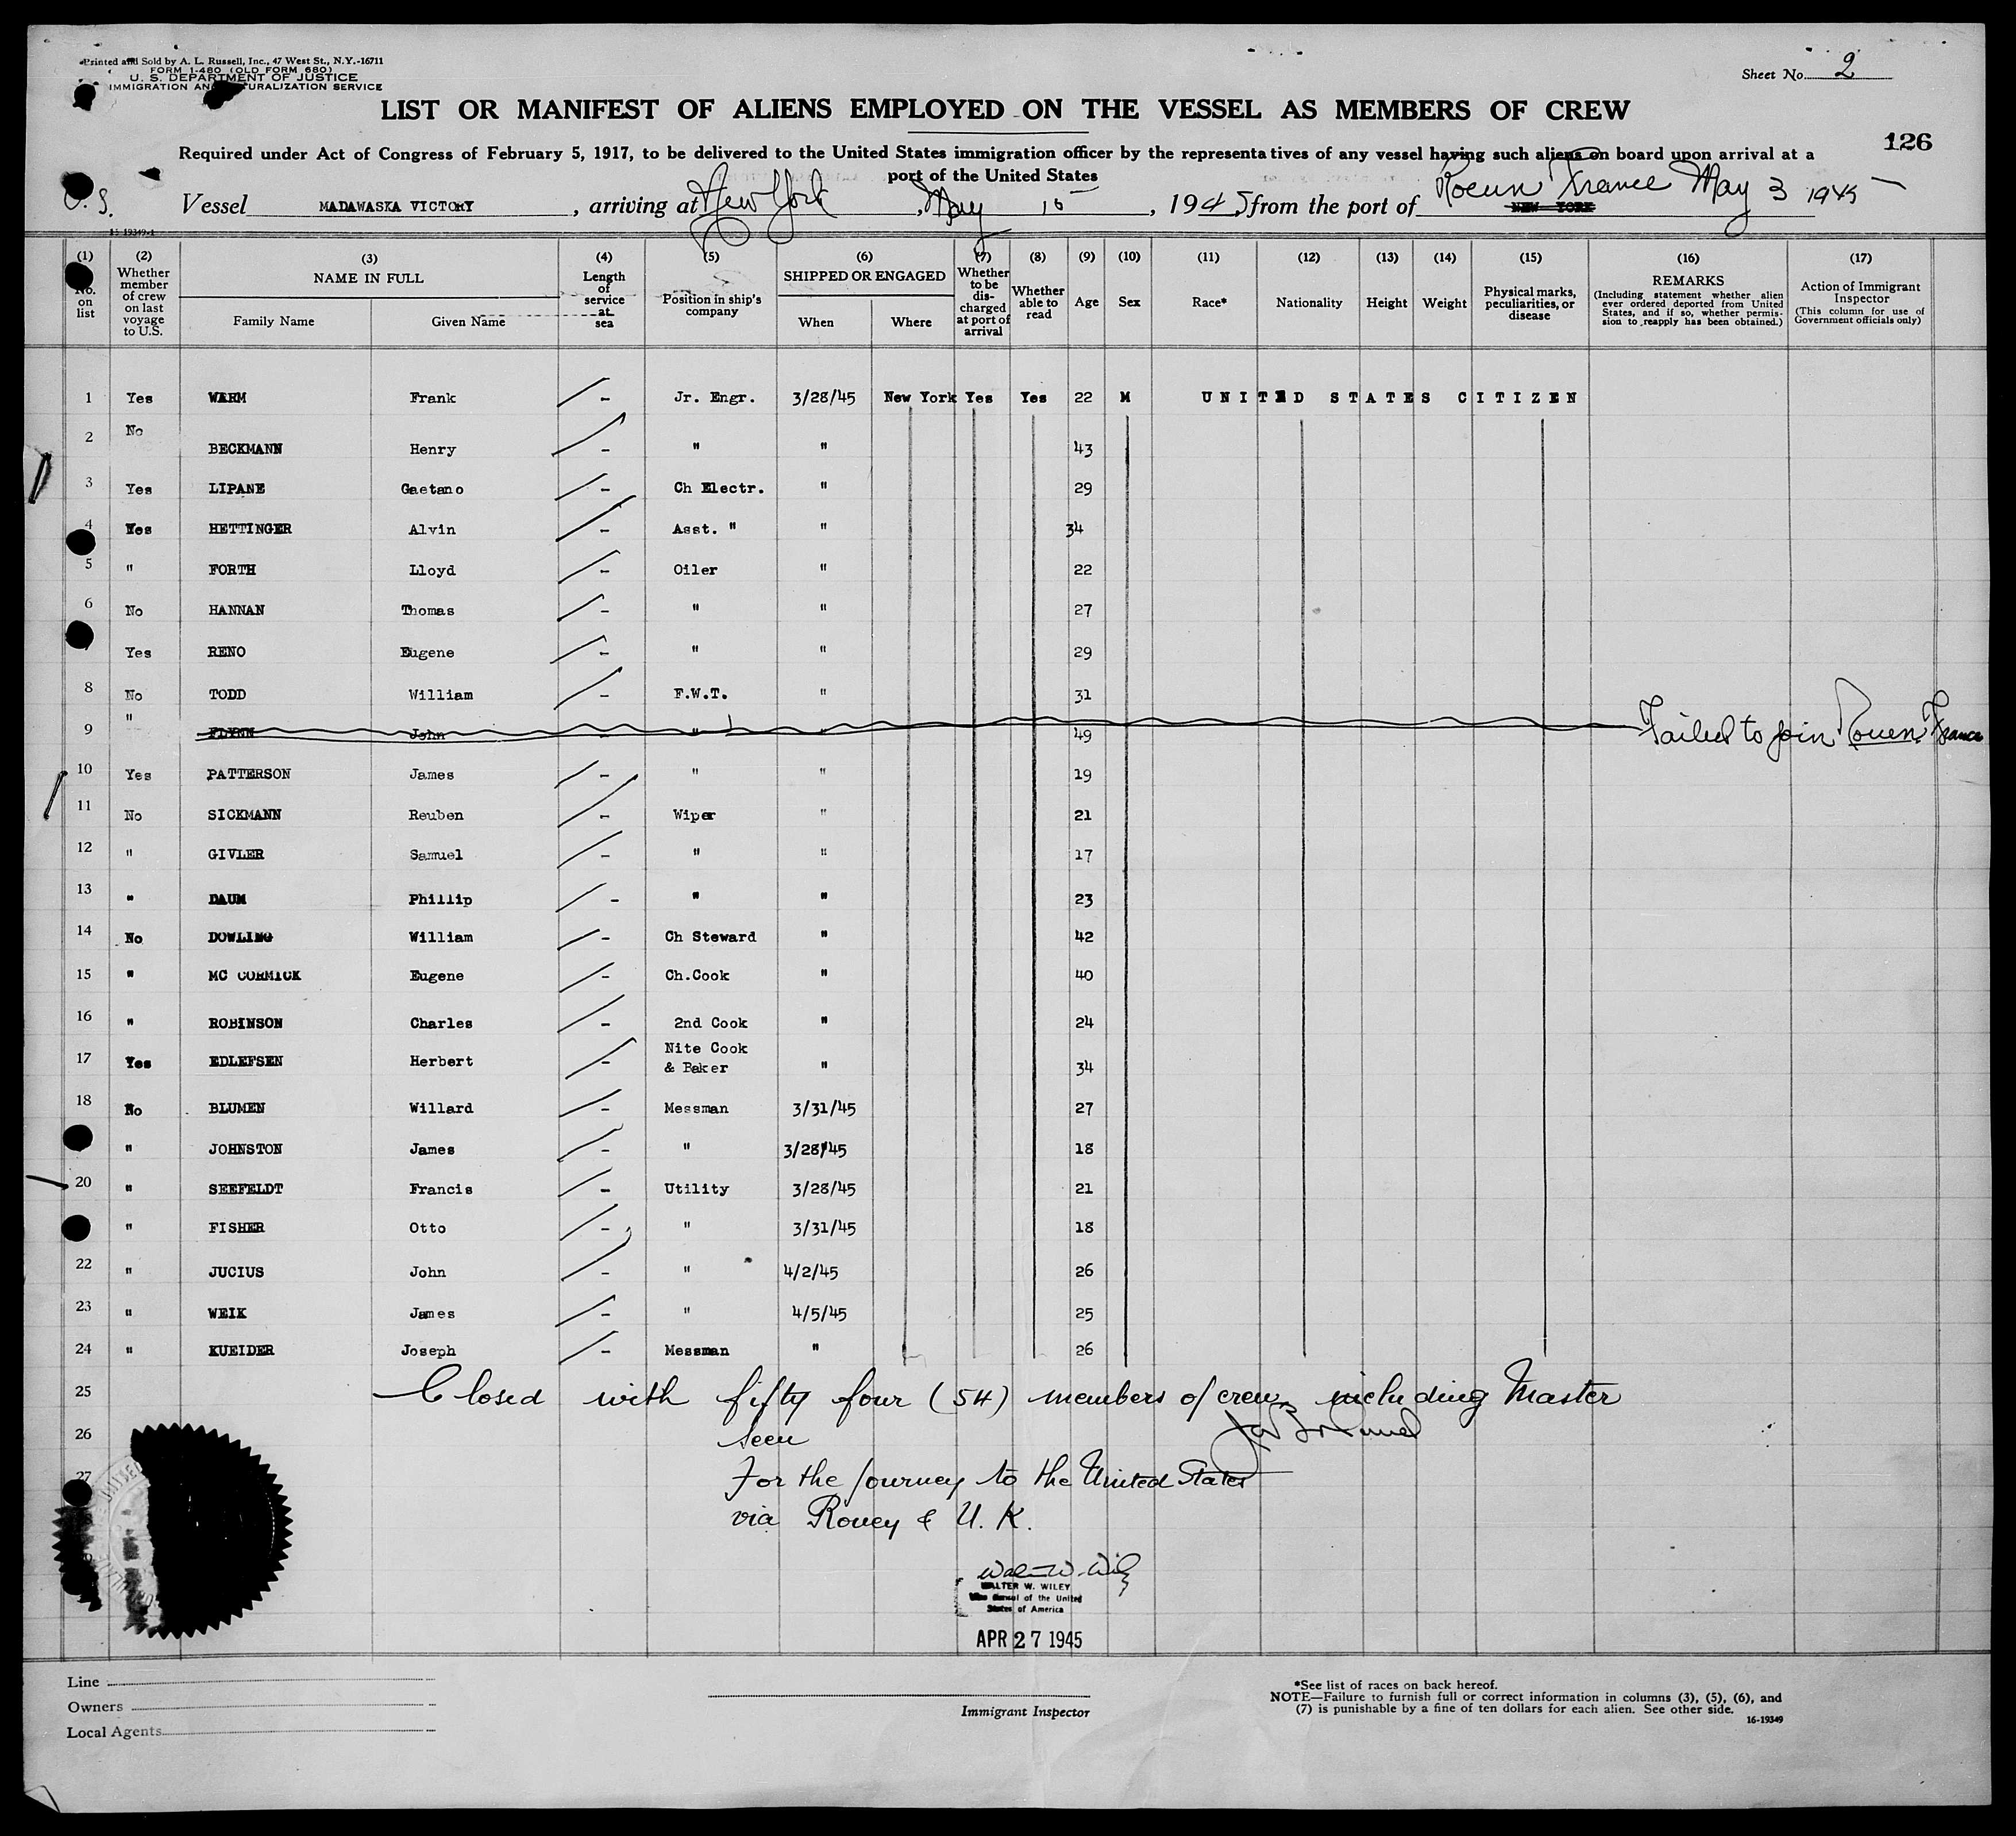 Printed and Sold by A. L. Russell, Inc., 47 West St., N.Y.-16711
FORM I-480 (OLD FORM 680)
U. S. DEPARTMENT OF JUSTICE
IMMIGRATION AND NATURALIZATION SERVICE
Sheet No. 2
LIST OR MANIFEST OF ALIENS EMPLOYED ON THE VESSEL AS MEMBERS OF CREW
126
Required under Act of Congress of February 5, 1917, to be delivered to the United States immigration officer by the representatives of any vessel having such aliens on board upon arrival at a
port of the United States
U.S. Vessel MADAWASKA VICTORY, arriving at New York, May 15, 1945 from the port of Roeun France May 3 1945
NEW YORK
15 19349-1
(1) No. on list
(2) Whether member of crew on last voyage to U.S.
(3) NAME IN FULL Family Name Given Name
(4) Length of service at sea
(5) Position in ship's company
(6) SHIPPED OR ENGAGED When Where
(7) Whether to be discharged at port of arrival
(8) Whether able to read
(9) Age
(10) Sex
(11) Race*
(12) Nationality
(13) Height
(14) Weight
(15) Physical marks, peculiarities, or disease
(16) REMARKS (Including statement whether alien ever ordered deported from United States, and if so, whether permission to reapply has been obtained.)
(17) Action of Immigrant Inspector (This column for use of Government officials only)
1 Yes WARM Frank - Jr. Engr. 3/28/45 New York Yes Yes 22 M UNITED STATES CITIZEN
2 No BECKMANN Henry - " " 43
3 Yes LIPANE Gaetano - Ch Electr. " 29
4 Yes HETTINGER Alvin - Asst. " " 34
5 " FORTH Lloyd - Oiler " 22
6 No HANNAN Thomas - " " 27
Yes RENO Eugene - " " 29
8 No TODD William - F.W.T. " 31
9 " FLYNN John - " " 49 Failed to join Rouen France
10 Yes PATTERSON James - " " 19
11 No SICKMANN Reuben - Wiper " 21
12 " GIVLER Samuel - " " 17
13 " DAUM Phillip - " " 23
14 No DOWLING William - Ch Steward " 42
15 " MC CORMICK Eugene - Ch.Cook " 40
16 " ROBINSON Charles - 2nd Cook " 24
17 Yes EDLEFSEN Herbert - Nite Cook & Baker " 34
18 No BLUMEN Willard - Messman 3/31/45 27
" JOHNSTON James - " 3/28/45 18
20 " SEEFELDT Francis - Utility 3/28/45 21
" FISHER Otto - " 3/31/45 18
22 " JUCIUS John - " 4/2/45 26
23 " WEIK James - " 4/5/45 25
24 " KUEIDER Joseph - Messman " 26
25 Closed with fifty four (54) members of crew including Master
26 seen
27 For the journey to the United States
via Rouey & U. K.
WALTER W. WILEY
Vice Consul of the United
States of America
APR 27 1945
Line
Owners
Local Agents
Immigrant Inspector
*See list of races on back hereof.
NOTE—Failure to furnish full or correct information in columns (3), (5), (6), and
(7) is punishable by a fine of ten dollars for each alien. See other side.
16-19349